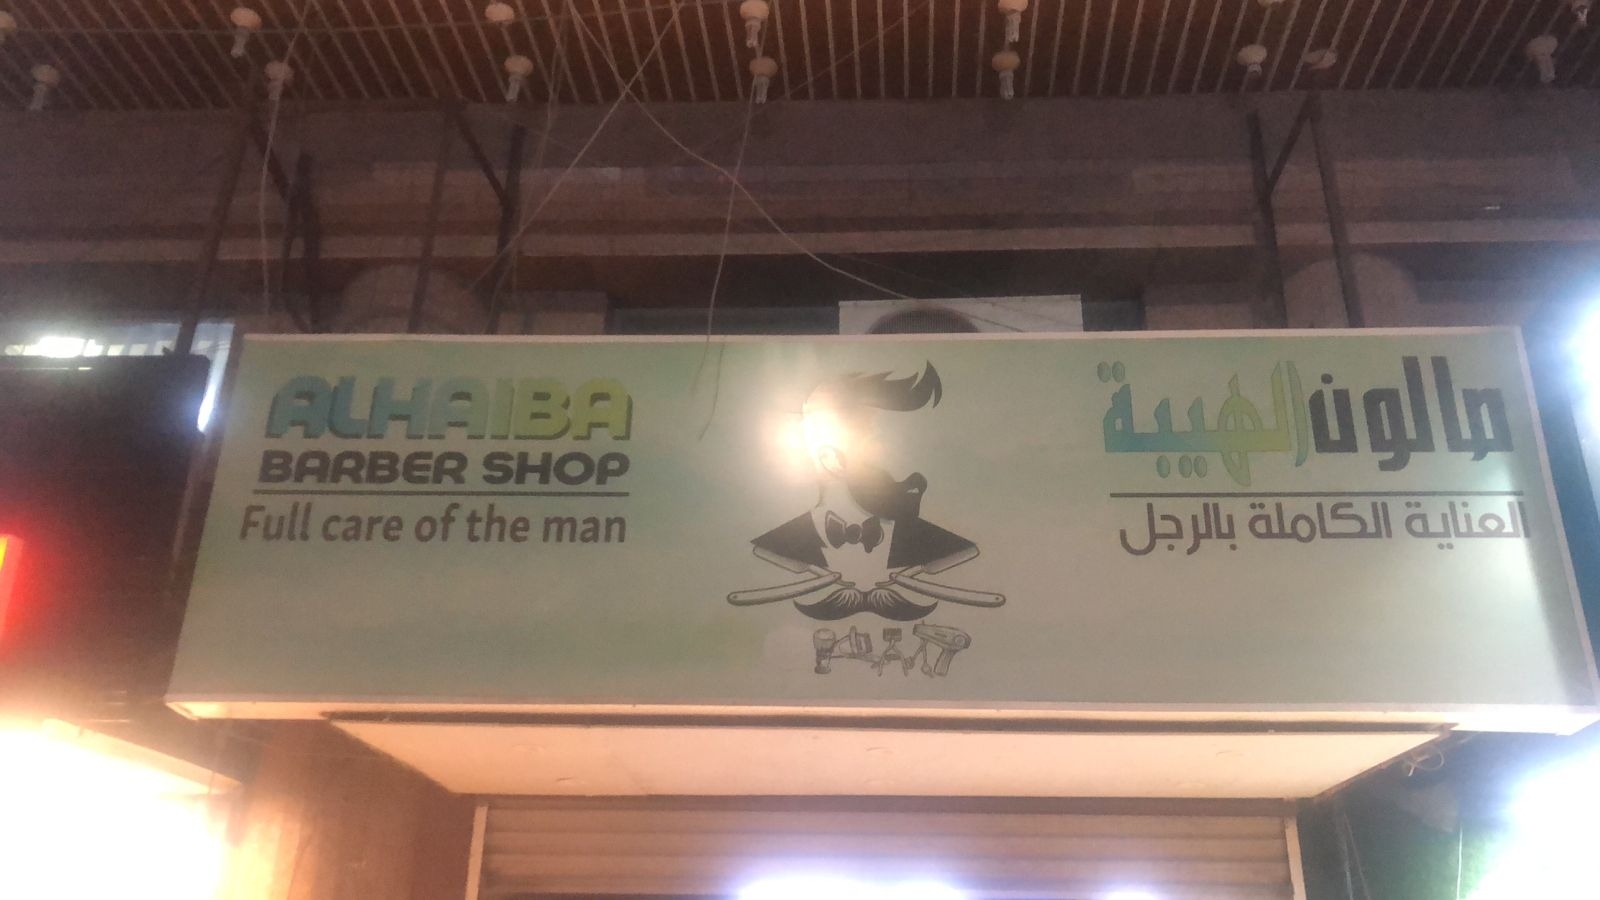 ALHAIBA
BARBER SHOP
Full care of the man
صالون الهيبة
العناية الكاملة بالرجل